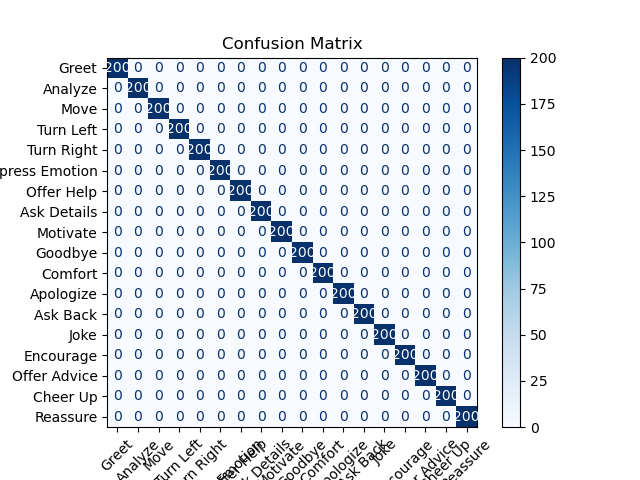 Confusion Matrix
Greet 200 0 0 0 0 0 0 0 0 0 0 0 0 0 0 0 0 0
Analyze 0 200 0 0 0 0 0 0 0 0 0 0 0 0 0 0 0 0
Move 0 0 200 0 0 0 0 0 0 0 0 0 0 0 0 0 0 0
Turn Left 0 0 0 200 0 0 0 0 0 0 0 0 0 0 0 0 0 0
Turn Right 0 0 0 0 200 0 0 0 0 0 0 0 0 0 0 0 0 0
press Emotion 0 0 0 0 0 200 0 0 0 0 0 0 0 0 0 0 0 0
Offer Help 0 0 0 0 0 0 200 0 0 0 0 0 0 0 0 0 0 0
Ask Details 0 0 0 0 0 0 0 200 0 0 0 0 0 0 0 0 0 0
Motivate 0 0 0 0 0 0 0 0 200 0 0 0 0 0 0 0 0 0
Goodbye 0 0 0 0 0 0 0 0 0 200 0 0 0 0 0 0 0 0
Comfort 0 0 0 0 0 0 0 0 0 0 200 0 0 0 0 0 0 0
Apologize 0 0 0 0 0 0 0 0 0 0 0 200 0 0 0 0 0 0
Ask Back 0 0 0 0 0 0 0 0 0 0 0 0 200 0 0 0 0 0
Joke 0 0 0 0 0 0 0 0 0 0 0 0 0 200 0 0 0 0
Encourage 0 0 0 0 0 0 0 0 0 0 0 0 0 0 200 0 0 0
Offer Advice 0 0 0 0 0 0 0 0 0 0 0 0 0 0 0 200 0 0
Cheer Up 0 0 0 0 0 0 0 0 0 0 0 0 0 0 0 0 200 0
Reassure 0 0 0 0 0 0 0 0 0 0 0 0 0 0 0 0 0 200
Greet
Analyze
Move
Turn Left
rn Right
Emotion
Help
k Details
Motivate
oodbye
Comfort
ologize
sk Back
Joke
courage
r Advice
heer Up
eassure
200
175
150
125
100
75
50
25
0